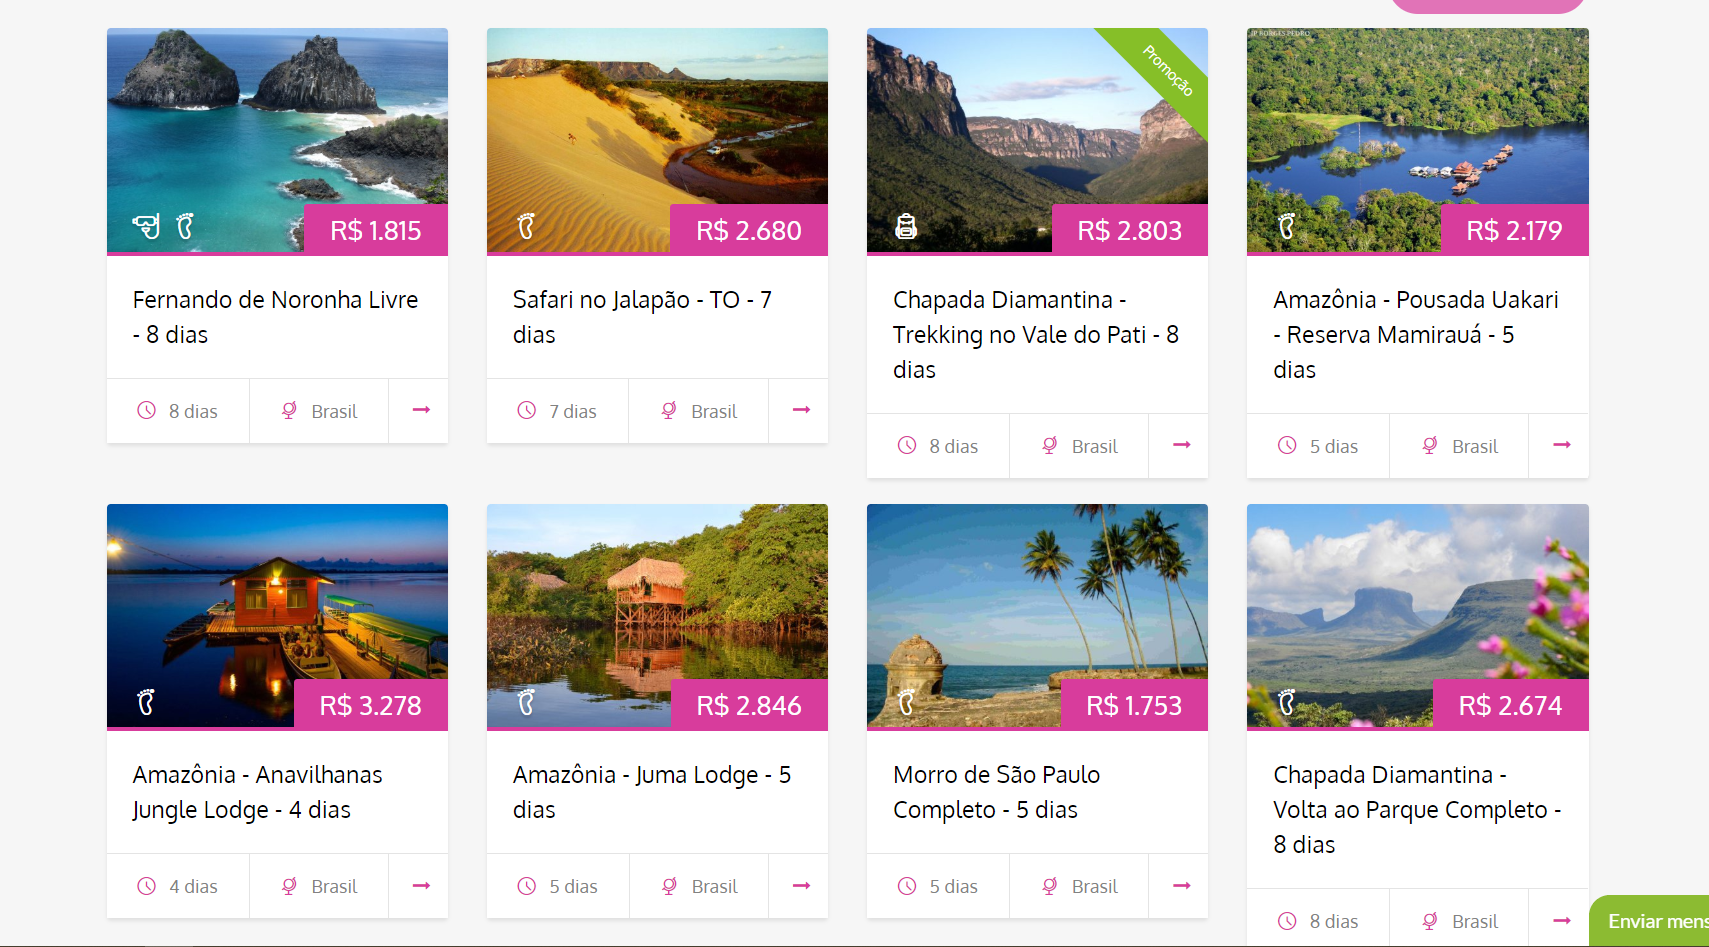 JP BORGES PEDRO
Promoção
R$ 1.815
R$ 2.680
R$ 2.803
R$ 2.179
Fernando de Noronha Livre
- 8 dias
Safari no Jalapão - TO - 7
dias
Chapada Diamantina -
Trekking no Vale do Pati - 8
dias
Amazônia - Pousada Uakari
- Reserva Mamirauá - 5
dias
8 dias
Brasil
7 dias
Brasil
8 dias
Brasil
5 dias
Brasil
R$ 3.278
R$ 2.846
R$ 1.753
R$ 2.674
Amazônia - Anavilhanas
Jungle Lodge - 4 dias
Amazônia - Juma Lodge - 5
dias
Morro de São Paulo
Completo - 5 dias
Chapada Diamantina -
Volta ao Parque Completo -
8 dias
4 dias
Brasil
5 dias
Brasil
5 dias
Brasil
8 dias
Brasil
Enviar mens